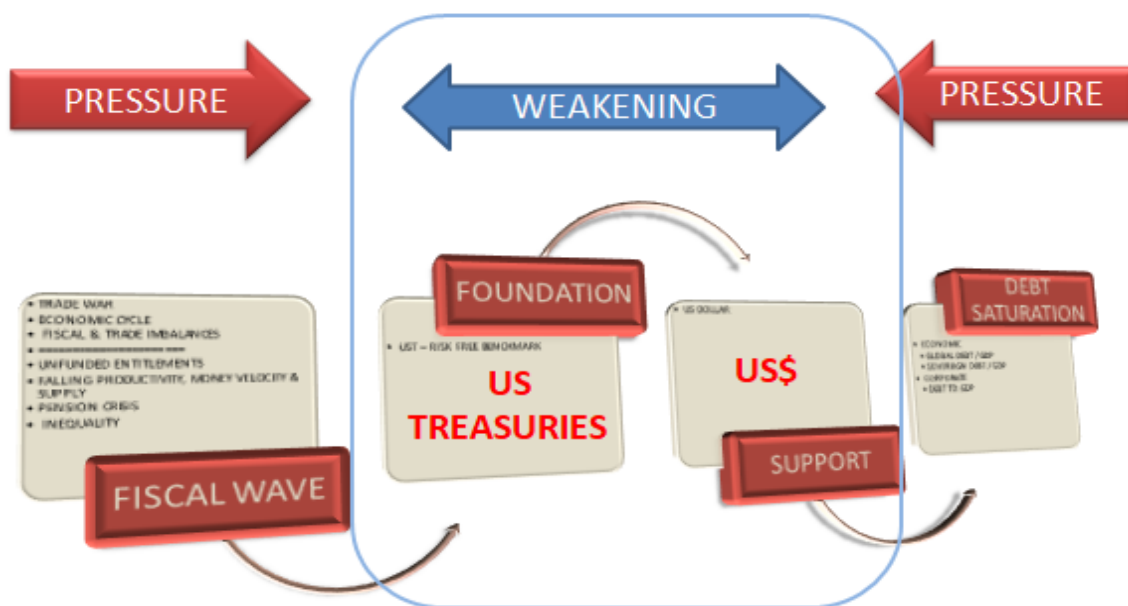 PRESSURE
WEAKENING
PRESSURE
TRADE WAR
ECONOMIC CYCLE
FISCAL & TRADE IMBALANCES
--------------------------------
UNFUNDED ENTITLEMENTS
FALLING PRODUCTIVITY, MONEY VELOCITY &
SUPPLY
PENSION CRISIS
INEQUALITY
FISCAL WAVE
FOUNDATION
UST – RISK FREE BENCHMARK
US
TREASURIES
US DOLLAR
US$
SUPPORT
DEBT
SATURATION
ECONOMIC
GLOBAL DEBT / GDP
SOVEREIGN DEBT / GDP
CORPORATE
DEBT TO GDP